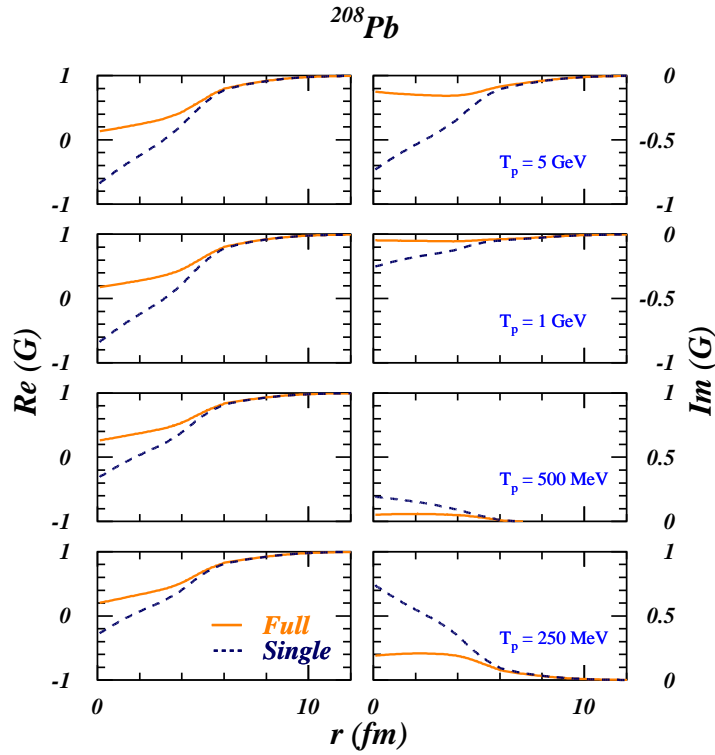 ²⁰⁸Pb
1
0
-1
0
-0.5
-1
T_p = 5 GeV
1
0
-1
0
-0.5
-1
T_p = 1 GeV
1
0
-1
1
0.5
0
T_p = 500 MeV
1
0
-1
1
0.5
0
T_p = 250 MeV
Full
Single
Re (G)
Im (G)
0
10
0
10
r (fm)